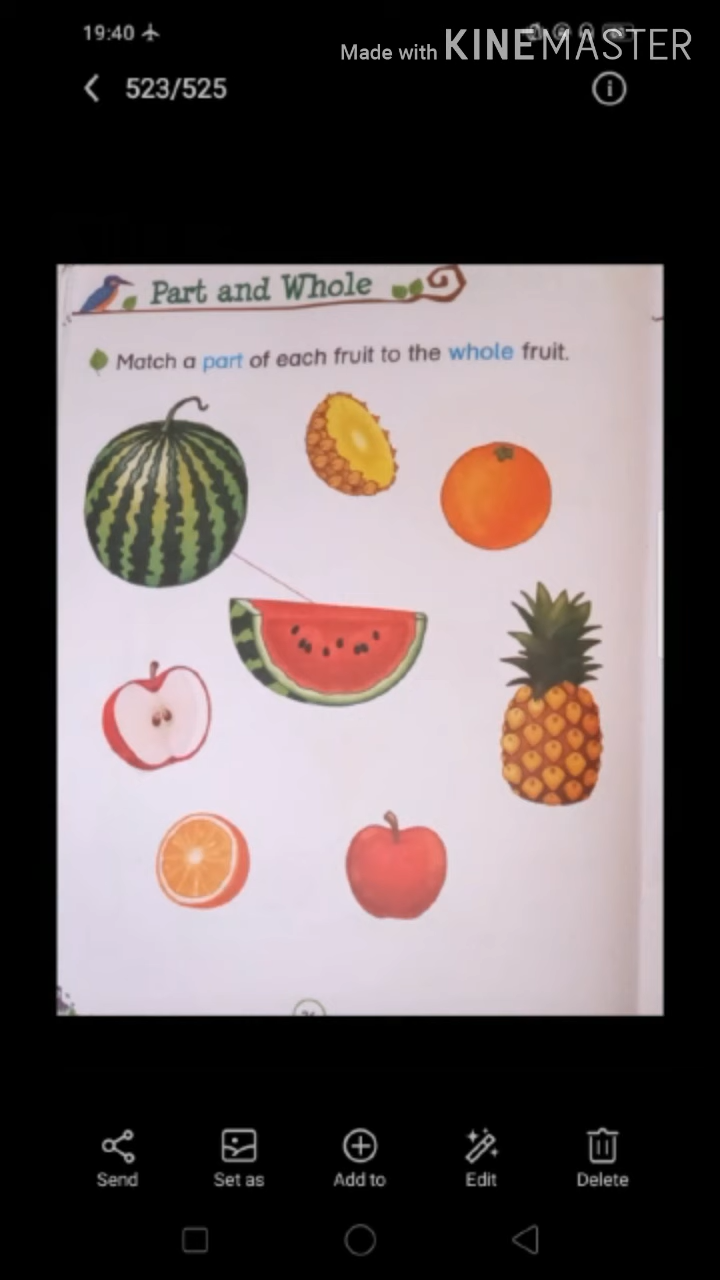 19:40
Made with KINEMASTER
523/525
Part and Whole
Match a part of each fruit to the whole fruit.
Send Set as Add to Edit Delete